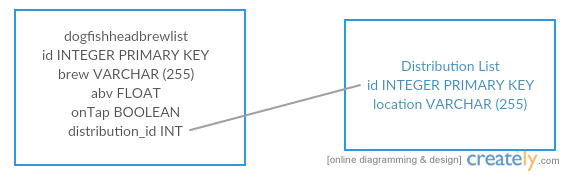 dogfishheadbrewlist
id INTEGER PRIMARY KEY
brew VARCHAR (255)
abv FLOAT
onTap BOOLEAN
distribution_id INT
Distribution List
id INTEGER PRIMARY KEY
location VARCHAR (255)
[online diagramming & design] creately.com